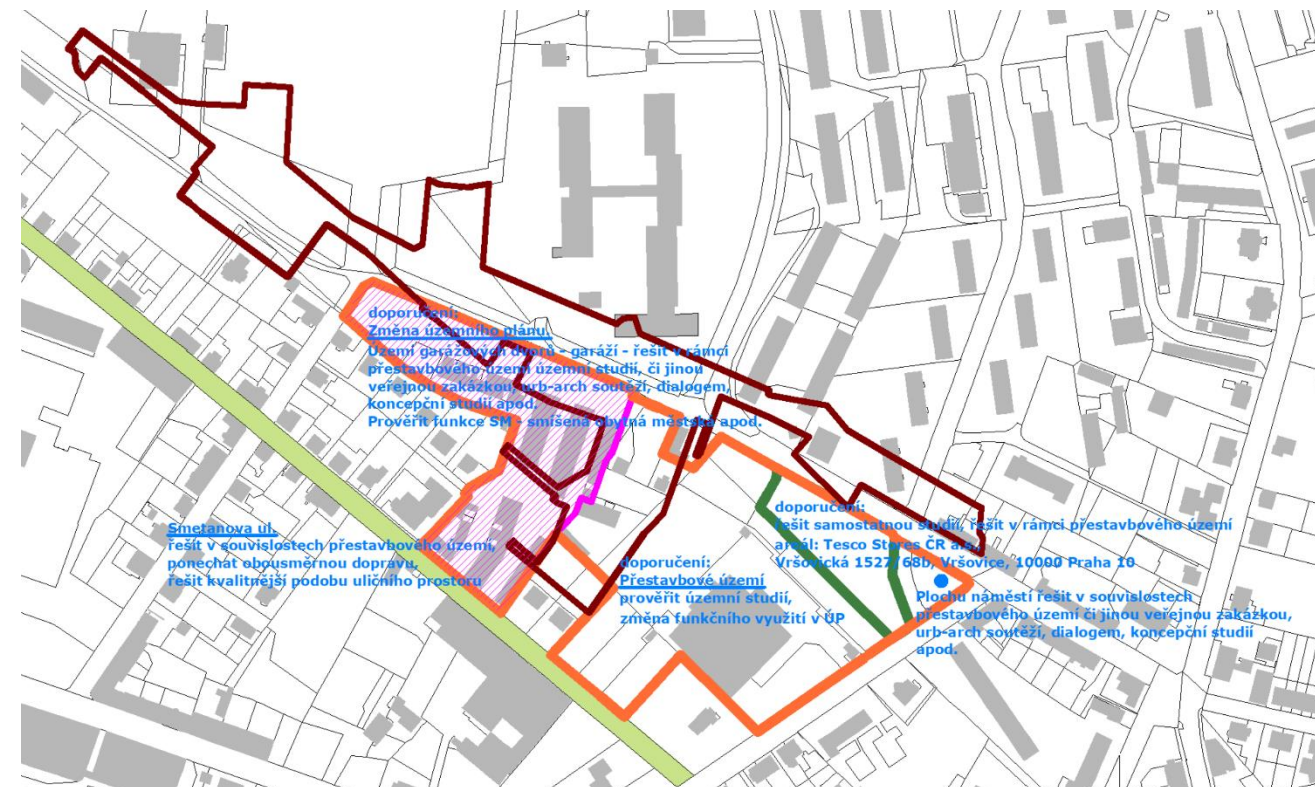 doporučení:
Změna územního plánu.
Území garážových dvorů - garáží - řešit v rámci
přestavbového území územní studií, či jinou
veřejnou zakázkou, urb-arch soutěží, dialogem,
koncepční studií apod.
Prověřit funkce SM - smíšená obytná městská apod.
Smetanova ul.
řešit v souvislostech přestavbového území,
ponechat obousměrnou dopravu,
řešit kvalitnější podobu uličního prostoru
doporučení:
Přestavbové území
prověřit územní studií,
změna funkčního využití v ÚP
doporučení:
řešit samostatnou studií, řešit v rámci přestavbového území
areál: Tesco Stores ČR a.s.,
Vršovická 1527/68b, Vršovice, 10000 Praha 10
Plochu náměstí řešit v souvislostech
přestavbového území či jinou veřejnou zakázkou,
urb-arch soutěží, dialogem, koncepční studií
apod.